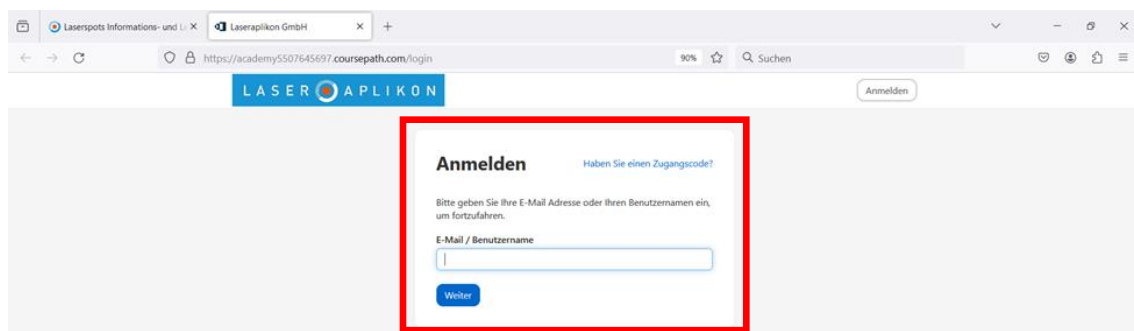 Laserspots Informations- und L
Laseraplikon GmbH
https://academy5507645697.coursepath.com/login
90%
Suchen
LASER APLIKON
Anmelden
Anmelden
Haben Sie einen Zugangscode?
Bitte geben Sie Ihre E-Mail Adresse oder Ihren Benutzernamen ein,
um fortzufahren.
E-Mail / Benutzername
Weiter